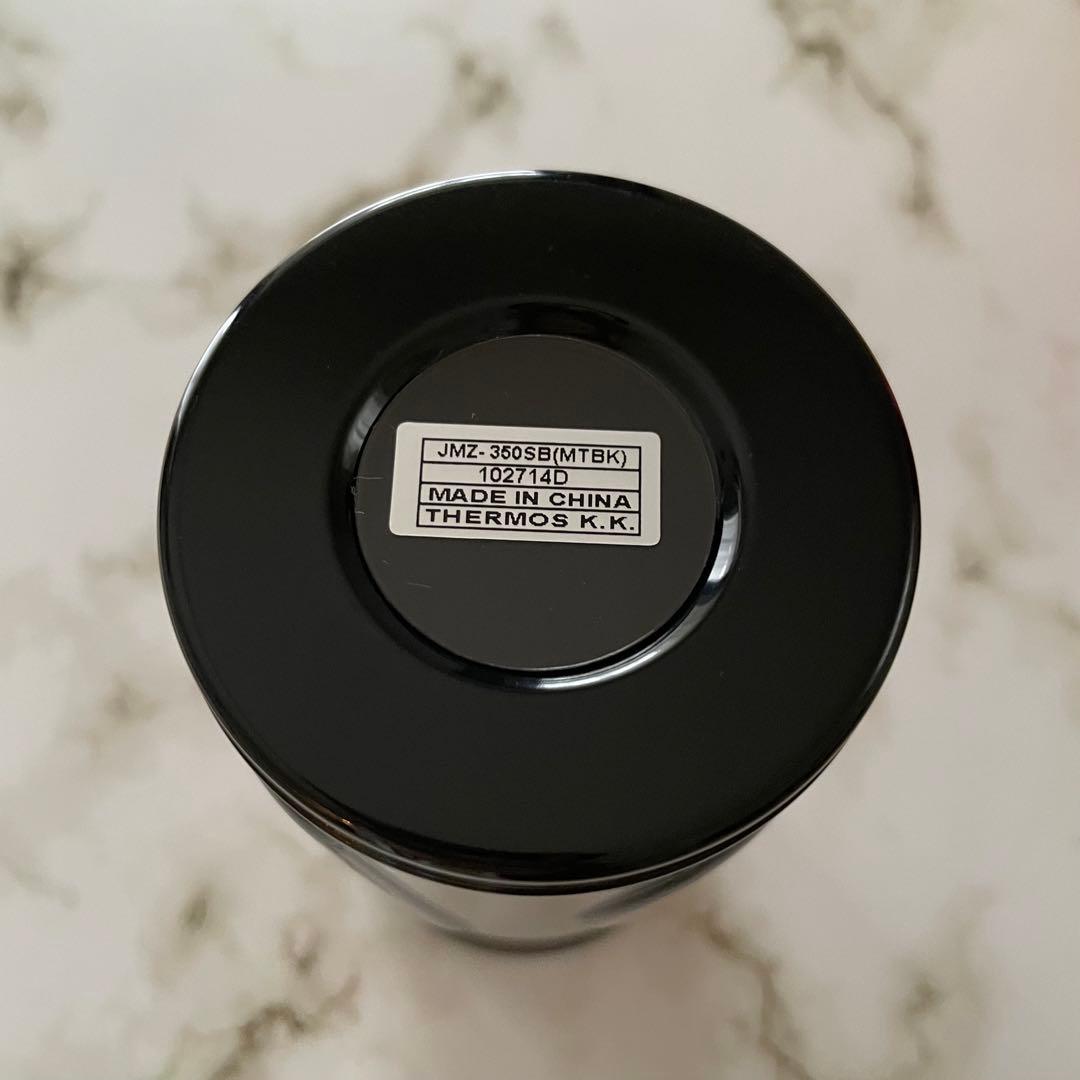 JMZ-350SB(MTBK)
102714D
MADE IN CHINA
THERMOS K.K.